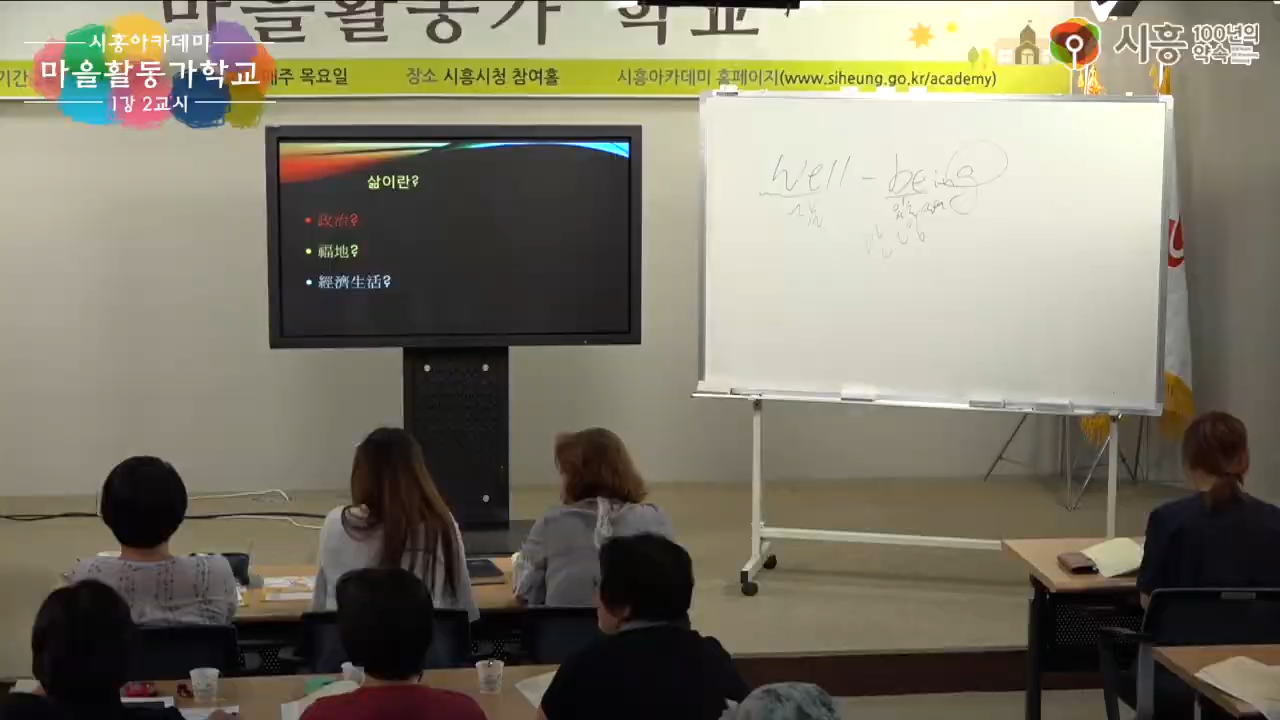 마을활동가 학교
시흥아카데미
마을활동가학교
1강 2교시
기간
매주 목요일
장소 시흥시청 참여홀
시흥아카데미 홈페이지(www.siheung.go.kr/academy)
시흥 100년의
약속
삶이란?
• 政治?
• 福地?
• 經濟生活?
Well - being